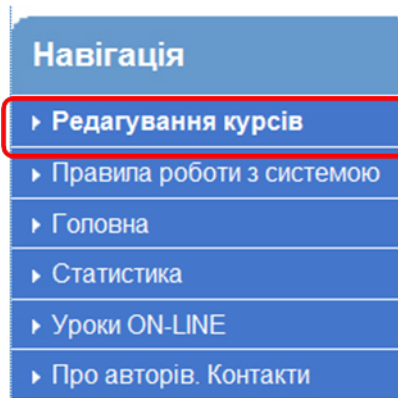 Навігація
Редагування курсів
Правила роботи з системою
Головна
Статистика
Уроки ON-LINE
Про авторів. Контакти